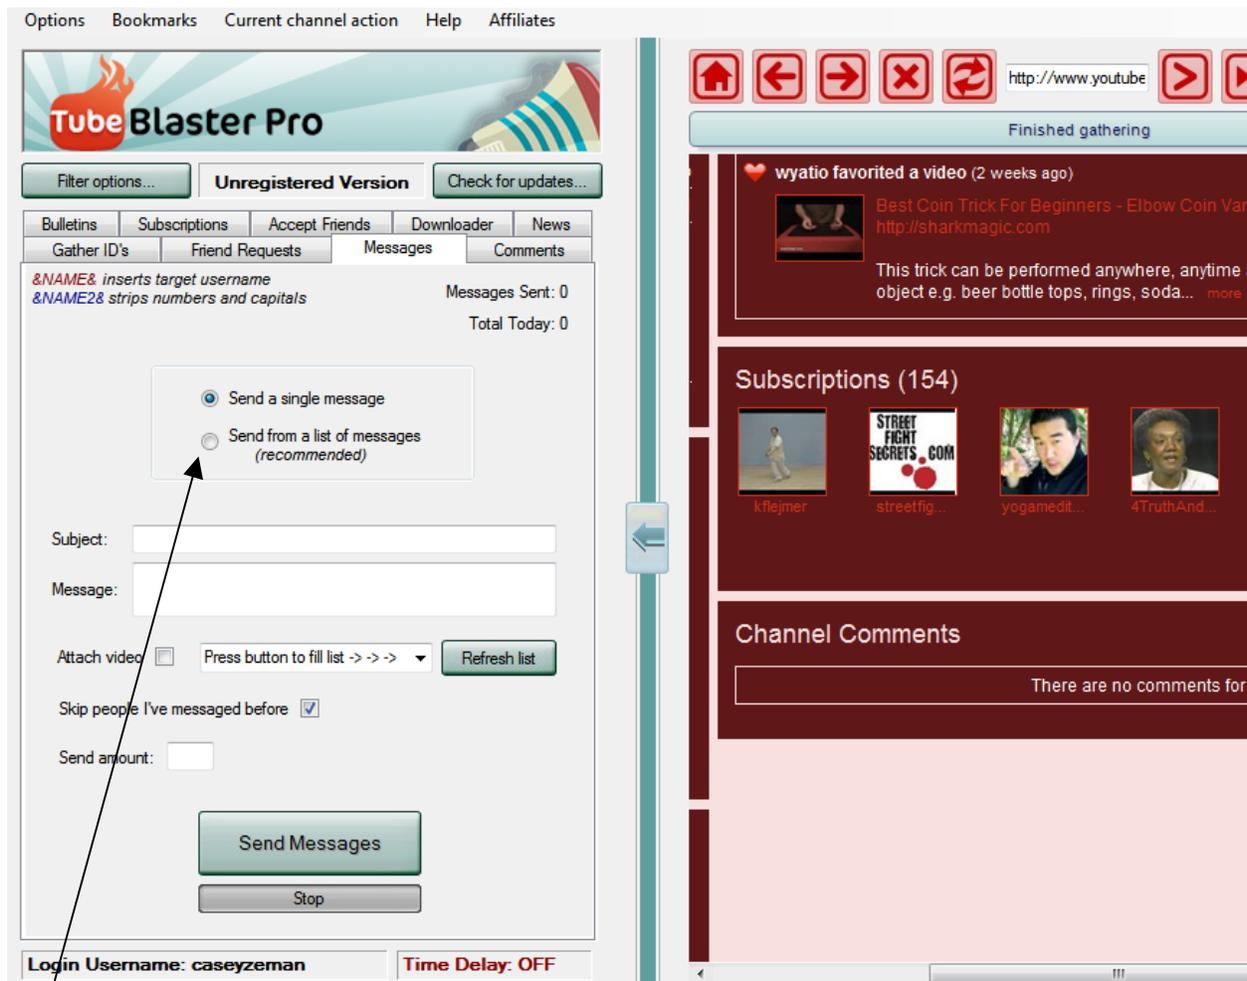 Options Bookmarks Current channel action Help Affiliates
Tube Blaster Pro
Filter options... Unregistered Version Check for updates...
Bulletins Subscriptions Accept Friends Downloader News
Gather ID's Friend Requests Messages Comments
&NAME& inserts target username
&NAME2& strips numbers and capitals
Messages Sent: 0
Total Today: 0
Send a single message
Send from a list of messages
(recommended)
Subject:
Message:
Attach video Press button to fill list -> -> -> Refresh list
Skip people I've messaged before
Send amount:
Send Messages
Stop
Login Username: caseyzeman Time Delay: OFF
http://www.youtube
Finished gathering
wyatio favorited a video (2 weeks ago)
Best Coin Trick For Beginners - Elbow Coin Van
http://sharkmagic.com
This trick can be performed anywhere, anytime
object e.g. beer bottle tops, rings, soda... more
Subscriptions (154)
STREET
FIGHT
SECRETS.COM
kflejmer streetfig... yogamedit... 4TruthAnd...
Channel Comments
There are no comments for